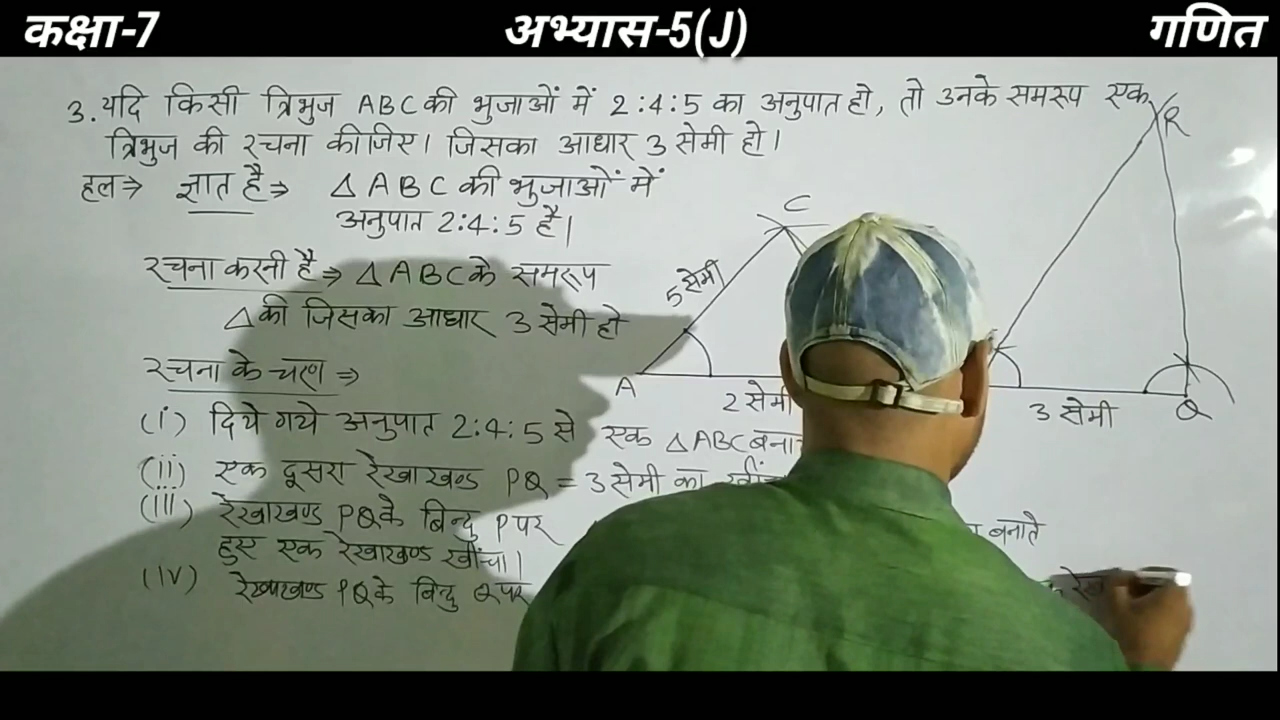 कक्षा-7
अभ्यास-5(J)
गणित
3. यदि किसी त्रिभुज ABC की भुजाओं में 2:4:5 का अनुपात हो, तो उनके समरुप एक
त्रिभुज की रचना कीजिए। जिसका आधार 3 सेमी हो।
हल⇒ ज्ञात है⇒ △ABC की भुजाओं में
अनुपात 2:4:5 है।
रचना करनी है⇒ △ABC के समरूप
△की जिसका आधार 3 सेमी हो
रचना के चरण ⇒
(i) दिये गये अनुपात 2:4:5 से एक △ABC
(ii) एक दूसरा रेखाखण्ड PQ = 3 सेमी का
(iii) रेखाखण्ड PQ के बिन्दु P पर बनाते
हुए एक रेखाखण्ड खींचा।
(iv) रेखाखण्ड PQ के बिन्दु Q पर
C
5 सेमी
A
2 सेमी
R
3 सेमी
Q